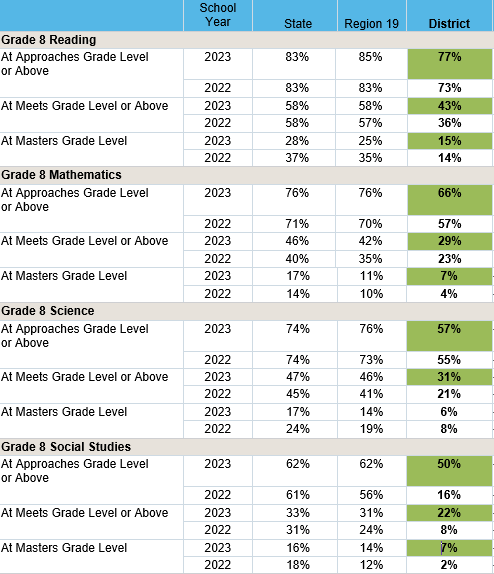 School
Year State Region 19 District
Grade 8 Reading
At Approaches Grade Level 2023 83% 85% 77%
or Above
2022 83% 83% 73%
At Meets Grade Level or Above 2023 58% 58% 43%
2022 58% 57% 36%
At Masters Grade Level 2023 28% 25% 15%
2022 37% 35% 14%
Grade 8 Mathematics
At Approaches Grade Level 2023 76% 76% 66%
or Above
2022 71% 70% 57%
At Meets Grade Level or Above 2023 46% 42% 29%
2022 40% 35% 23%
At Masters Grade Level 2023 17% 11% 7%
2022 14% 10% 4%
Grade 8 Science
At Approaches Grade Level 2023 74% 76% 57%
or Above
2022 74% 73% 55%
At Meets Grade Level or Above 2023 47% 46% 31%
2022 45% 41% 21%
At Masters Grade Level 2023 17% 14% 6%
2022 24% 19% 8%
Grade 8 Social Studies
At Approaches Grade Level 2023 62% 62% 50%
or Above
2022 61% 56% 16%
At Meets Grade Level or Above 2023 33% 31% 22%
2022 31% 24% 8%
At Masters Grade Level 2023 16% 14% 7%
2022 18% 12% 2%